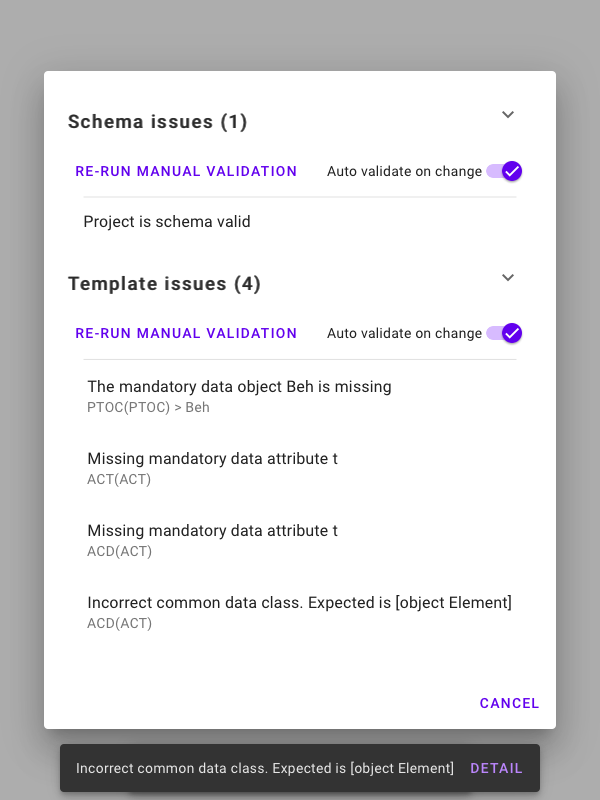 Schema issues (1)
RE-RUN MANUAL VALIDATION Auto validate on change
Project is schema valid
Template issues (4)
RE-RUN MANUAL VALIDATION Auto validate on change
The mandatory data object Beh is missing
PTOC(PTOC) > Beh
Missing mandatory data attribute t
ACT(ACT)
Missing mandatory data attribute t
ACD(ACT)
Incorrect common data class. Expected is [object Element]
ACD(ACT)
CANCEL
Incorrect common data class. Expected is [object Element] DETAIL